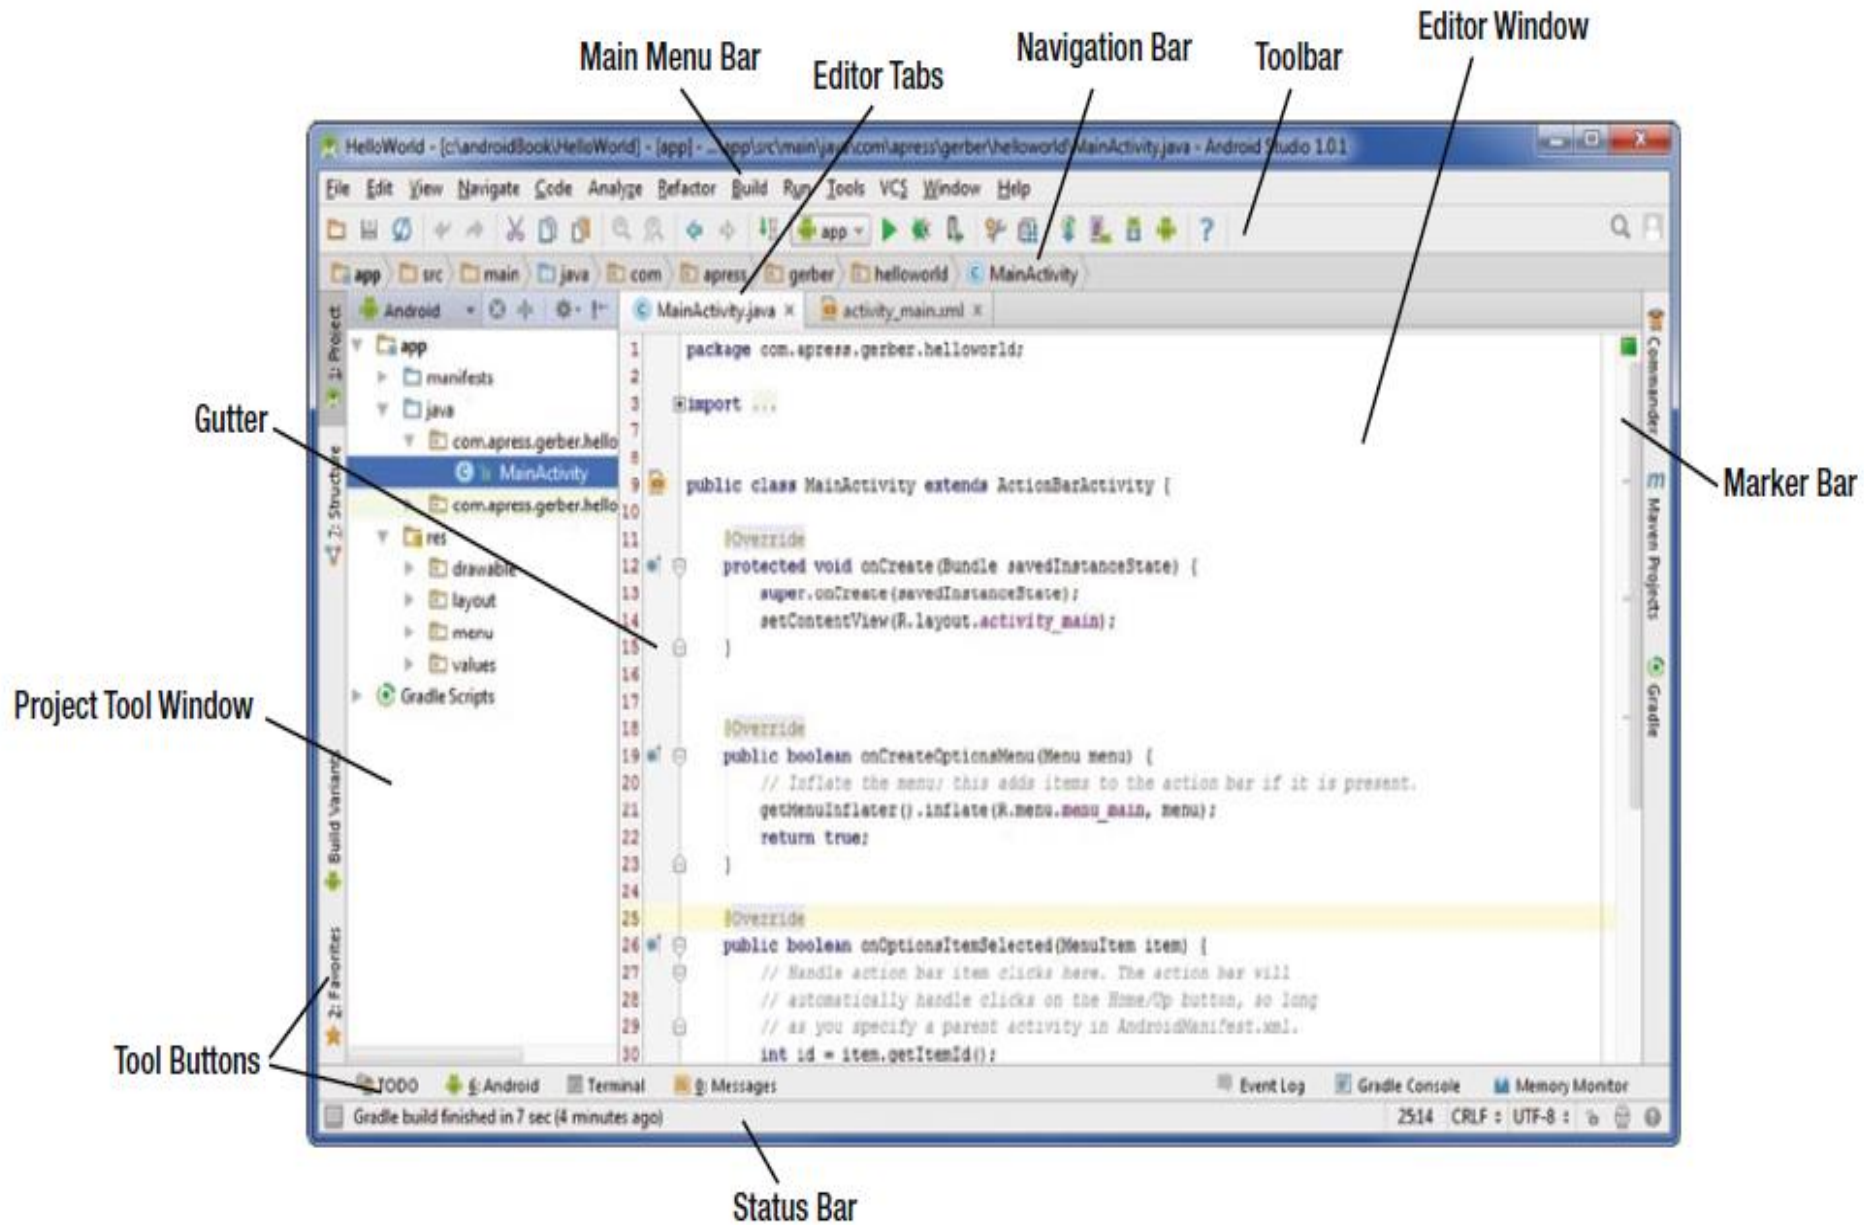 Editor Window
Main Menu Bar
Editor Tabs
Navigation Bar
Toolbar
HelloWorld - [c:\androidBook\HelloWorld] - [app] - ...app\src\main\java\com\apress\gerber\helloworld\MainActivity.java - Android Studio 1.0.1
File Edit View Navigate Code Analyze Refactor Build Run Tools VCS Window Help
app ?
app src main java com apress gerber helloworld MainActivity
1: Project
7: Structure
Build Variants
2: Favorites
Android
app
manifests
java
com.apress.gerber.hello
MainActivity
com.apress.gerber.hello
res
drawable
layout
menu
values
Gradle Scripts
MainActivity.java × activity_main.xml ×
1 package com.apress.gerber.helloworld;
2
3 import ...
7
8
9 public class MainActivity extends ActionBarActivity {
10
11 @Override
12 protected void onCreate(Bundle savedInstanceState) {
13 super.onCreate(savedInstanceState);
14 setContentView(R.layout.activity_main);
15 }
16
17
18 @Override
19 public boolean onCreateOptionsMenu(Menu menu) {
20 // Inflate the menu; this adds items to the action bar if it is present.
21 getMenuInflater().inflate(R.menu.menu_main, menu);
22 return true;
23 }
24
25 @Override
26 public boolean onOptionsItemSelected(MenuItem item) {
27 // Handle action bar item clicks here. The action bar will
28 // automatically handle clicks on the Home/Up button, so long
29 // as you specify a parent activity in AndroidManifest.xml.
30 int id = item.getItemId();
Commander
Maven Projects
Gradle
TODO 6: Android Terminal 0: Messages Event Log Gradle Console Memory Monitor
Gradle build finished in 7 sec (4 minutes ago) 25:14 CRLF UTF-8
Gutter
Project Tool Window
Tool Buttons
Marker Bar
Status Bar